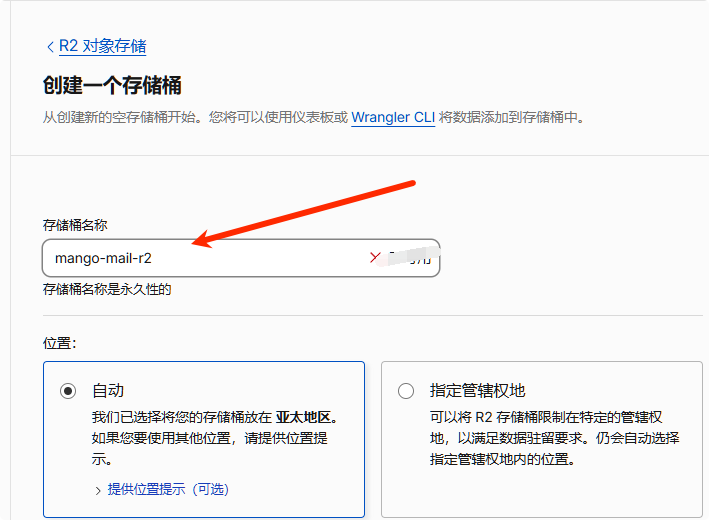 R2 对象存储
创建一个存储桶
从创建新的空存储桶开始。您将可以使用仪表板或 Wrangler CLI 将数据添加到存储桶中。
存储桶名称
mango-mail-r2
存储桶名称是永久性的
位置：
自动
我们已选择将您的存储桶放在 亚太地区。
如果您要使用其他位置，请提供位置提
示。
提供位置提示（可选）
指定管辖权地
可以将 R2 存储桶限制在特定的管辖权
地，以满足数据驻留要求。仍会自动选择
指定管辖权地内的位置。